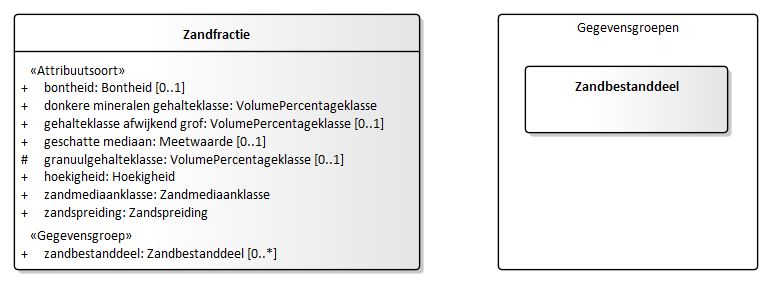 Zandfractie
«Attribuutsoort»
+ bontheid: Bontheid [0..1]
+ donkere mineralen gehalteklasse: VolumePercentageklasse
+ gehalteklasse afwijkend grof: VolumePercentageklasse [0..1]
+ geschatte mediaan: Meetwaarde [0..1]
# granuulgehalteklasse: VolumePercentageklasse [0..1]
+ hoekigheid: Hoekigheid
+ zandmediaanklasse: Zandmediaanklasse
+ zandspreiding: Zandspreiding
«Gegevensgroep»
+ zandbestanddeel: Zandbestanddeel [0..*]
Gegevensgroepen
Zandbestanddeel